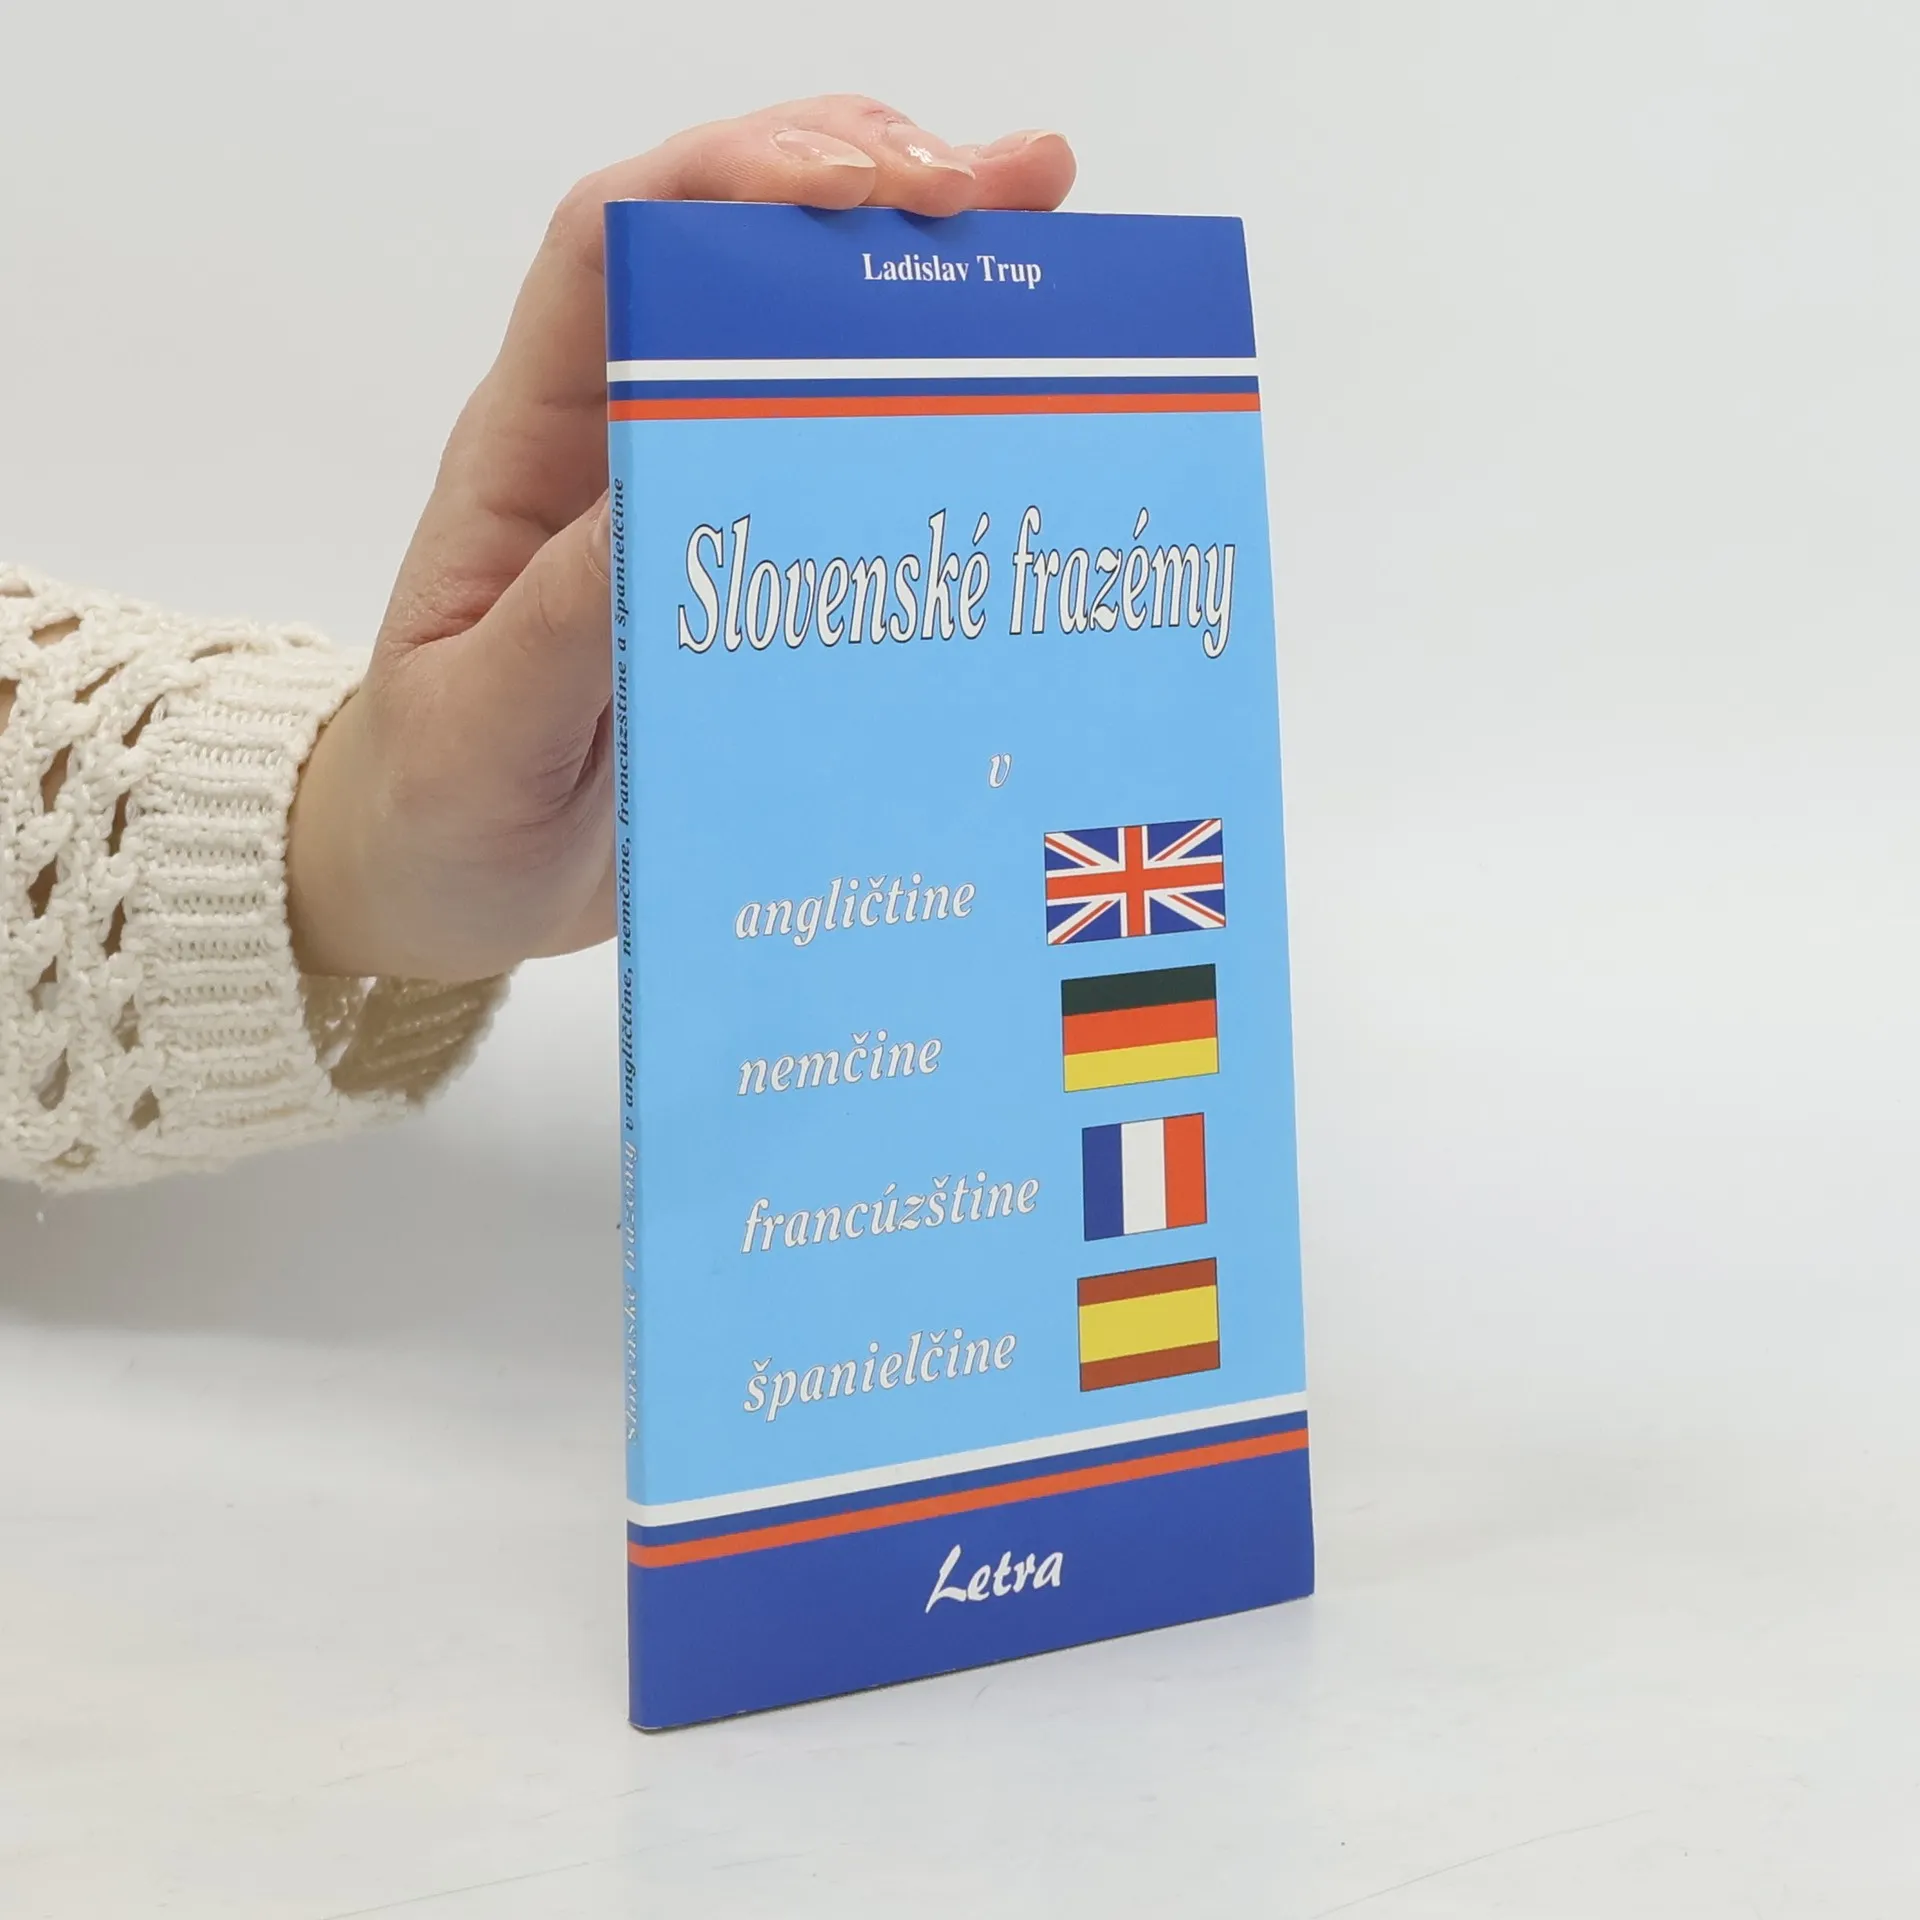 Ladislav Trup
Slovenské frazémy
v
angličtine
nemčine
francúzštine
španielčine
Letra
Slovenské frazémy v angličtine, nemčine, francúzštine a španielčine